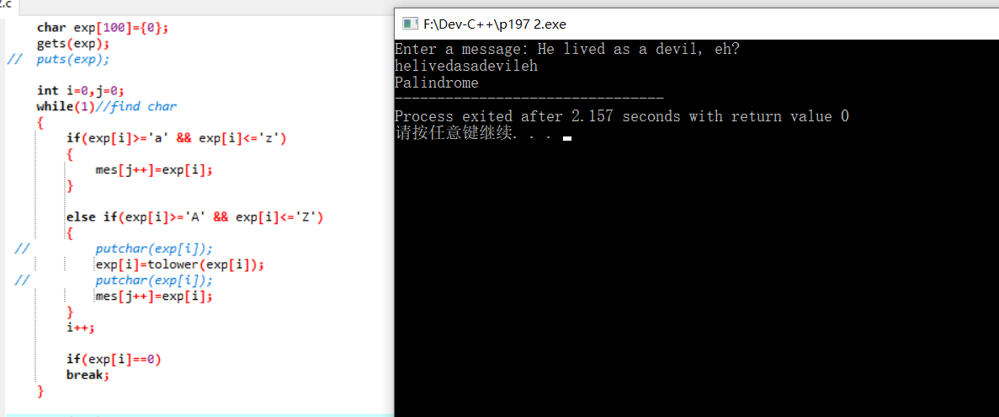 2.c
char exp[100]={0};
gets(exp);
// puts(exp);
int i=0,j=0;
while(1)//find char
{
if(exp[i]>='a' && exp[i]<='z')
{
mes[j++]=exp[i];
}
else if(exp[i]>='A' && exp[i]<='Z')
{
// putchar(exp[i]);
exp[i]=tolower(exp[i]);
// putchar(exp[i]);
mes[j++]=exp[i];
}
i++;
if(exp[i]==0)
break;
}
F:\Dev-C++\p197 2.exe
Enter a message: He lived as a devil, eh?
helivedasadevileh
Palindrome
--------------------------------
Process exited after 2.157 seconds with return value 0
请按任意键继续. . .